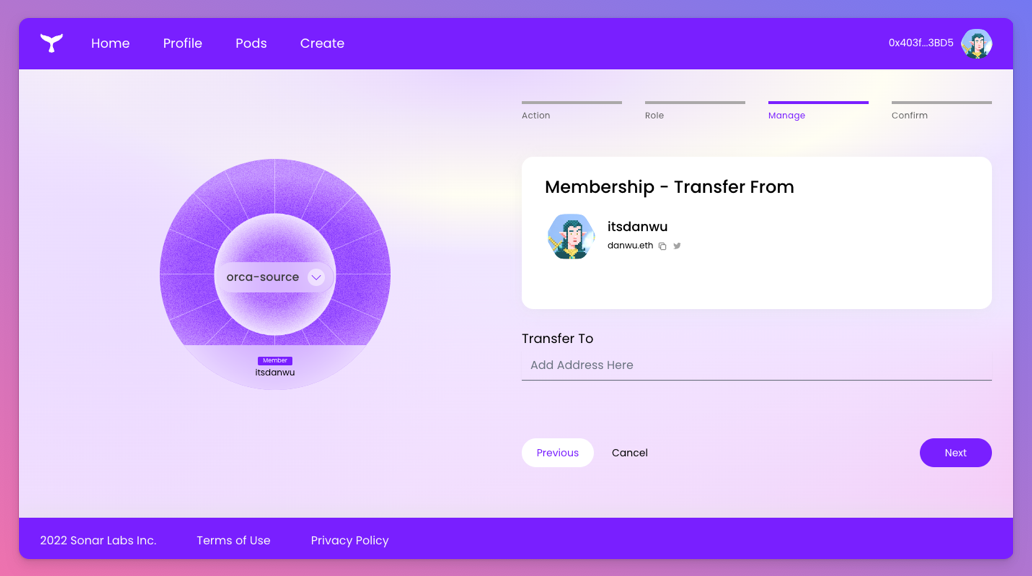 Home Profile Pods Create 0x403f...3BD5
Action Role Manage Confirm
Membership - Transfer From
itsdanwu
danwu.eth
orca-source
Member
itsdanwu
Transfer To
Add Address Here
Previous Cancel Next
2022 Sonar Labs Inc. Terms of Use Privacy Policy